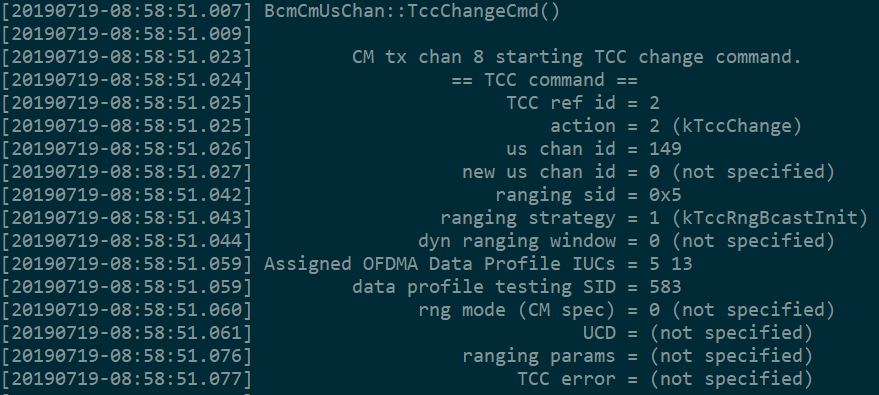 [20190719-08:58:51.007] BcmCmUsChan::TccChangeCmd()
[20190719-08:58:51.009]
[20190719-08:58:51.023]         CM tx chan 8 starting TCC change command.
[20190719-08:58:51.024]                  == TCC command ==
[20190719-08:58:51.025]                       TCC ref id = 2
[20190719-08:58:51.025]                           action = 2 (kTccChange)
[20190719-08:58:51.026]                       us chan id = 149
[20190719-08:58:51.027]                   new us chan id = 0 (not specified)
[20190719-08:58:51.042]                      ranging sid = 0x5
[20190719-08:58:51.043]                 ranging strategy = 1 (kTccRngBcastInit)
[20190719-08:58:51.044]               dyn ranging window = 0 (not specified)
[20190719-08:58:51.059] Assigned OFDMA Data Profile IUCs = 5 13
[20190719-08:58:51.059]         data profile testing SID = 583
[20190719-08:58:51.060]               rng mode (CM spec) = 0 (not specified)
[20190719-08:58:51.061]                              UCD = (not specified)
[20190719-08:58:51.076]                   ranging params = (not specified)
[20190719-08:58:51.077]                        TCC error = (not specified)